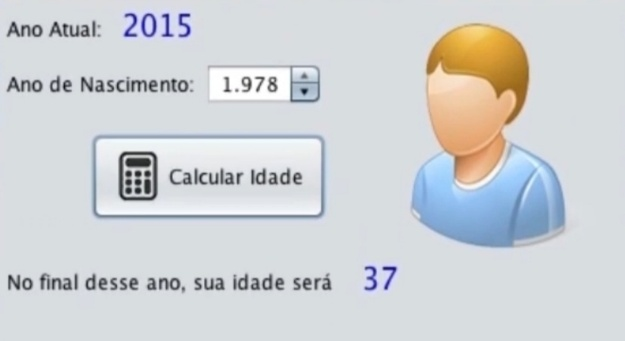 Ano Atual: 2015
Ano de Nascimento: 1.978
Calcular Idade
No final desse ano, sua idade será 37